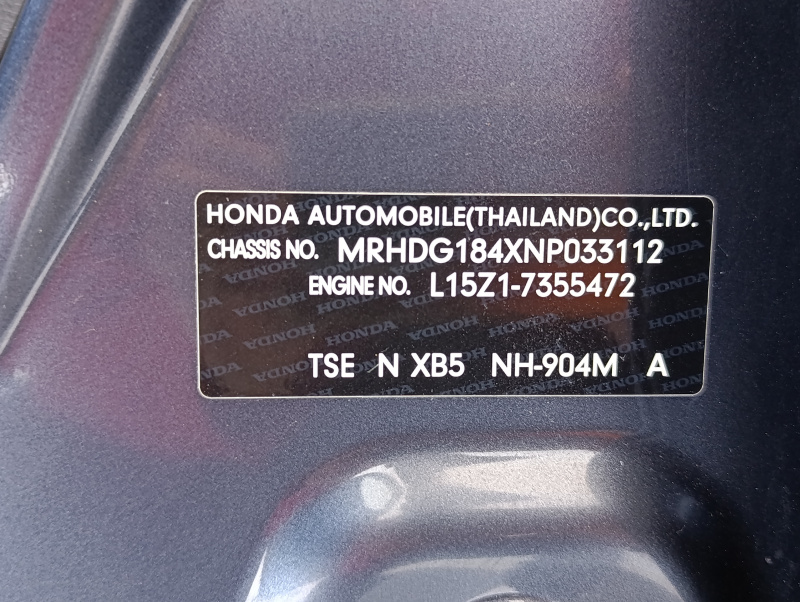 HONDA AUTOMOBILE(THAILAND)CO.,LTD.
CHASSIS NO. MRHDG184XNP033112
ENGINE NO. L15Z1-7355472
TSE N XB5 NH-904M A